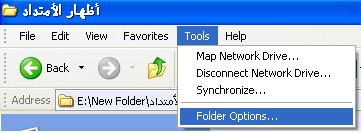 أظهار الأمتداد
File Edit View Favorites Tools Help
Back
Map Network Drive...
Disconnect Network Drive...
Synchronize...
Address E:\New Folder\
Folder Options...